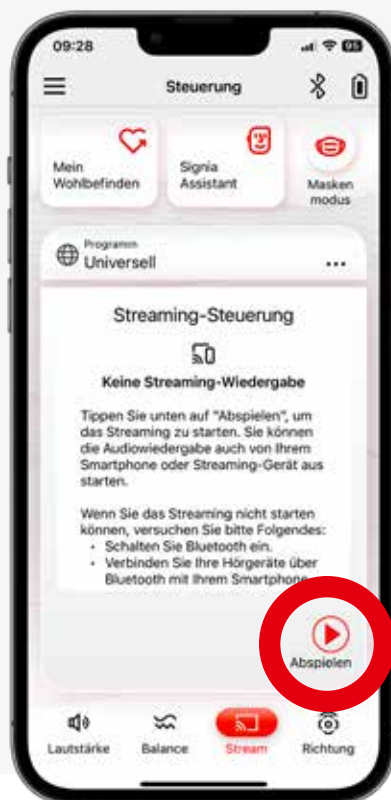 09:28
95
Steuerung
Mein
Wohlbefinden
Signia
Assistant
Masken
modus
Programm
Universell
...
Streaming-Steuerung
Keine Streaming-Wiedergabe
Tippen Sie unten auf "Abspielen", um
das Streaming zu starten. Sie können
die Audiowiedergabe auch von Ihrem
Smartphone oder Streaming-Gerät aus
starten.
Wenn Sie das Streaming nicht starten
können, versuchen Sie bitte Folgendes:
• Schalten Sie Bluetooth ein.
• Verbinden Sie Ihre Hörgeräte über
Bluetooth mit Ihrem Smartphone
Abspielen
Lautstärke
Balance
Stream
Richtung